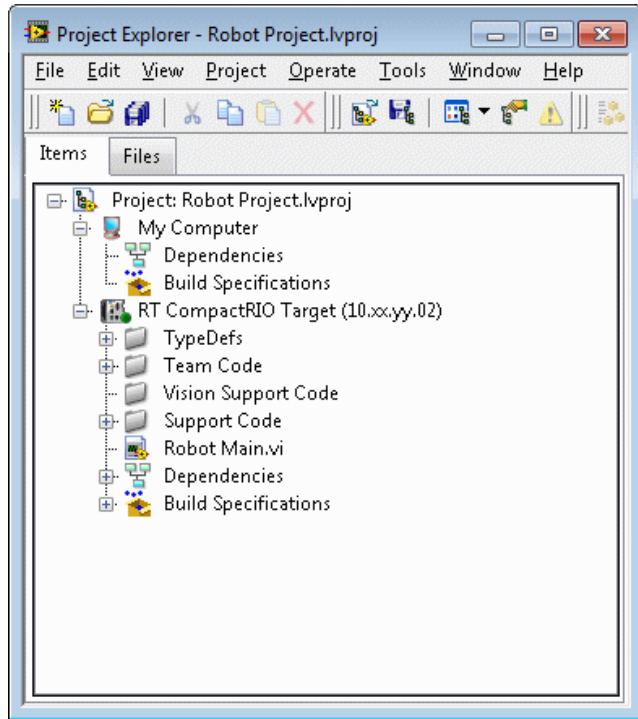 Project Explorer - Robot Project.lvproj
File Edit View Project Operate Tools Window Help
Items Files
Project: Robot Project.lvproj
My Computer
Dependencies
Build Specifications
RT CompactRIO Target (10.xx.yy.02)
TypeDefs
Team Code
Vision Support Code
Support Code
Robot Main.vi
Dependencies
Build Specifications